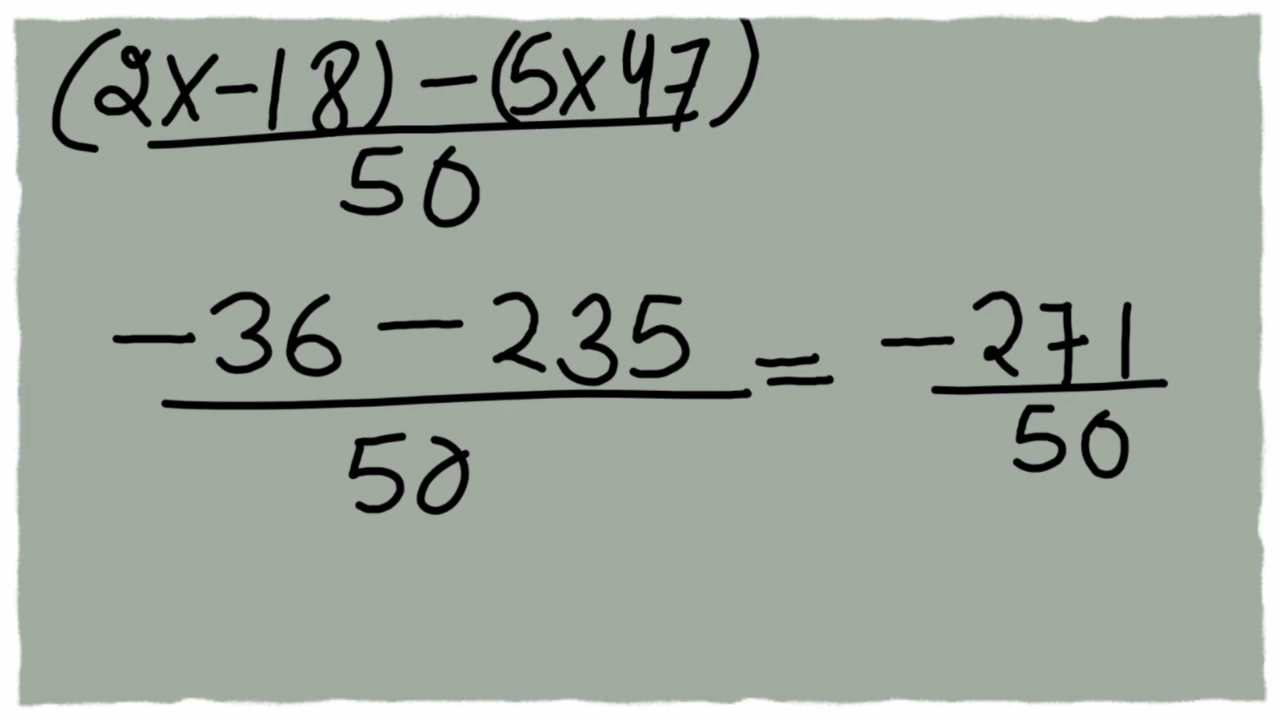 (2x-18)-(5x47)
50
-36-235 = -271
50 50